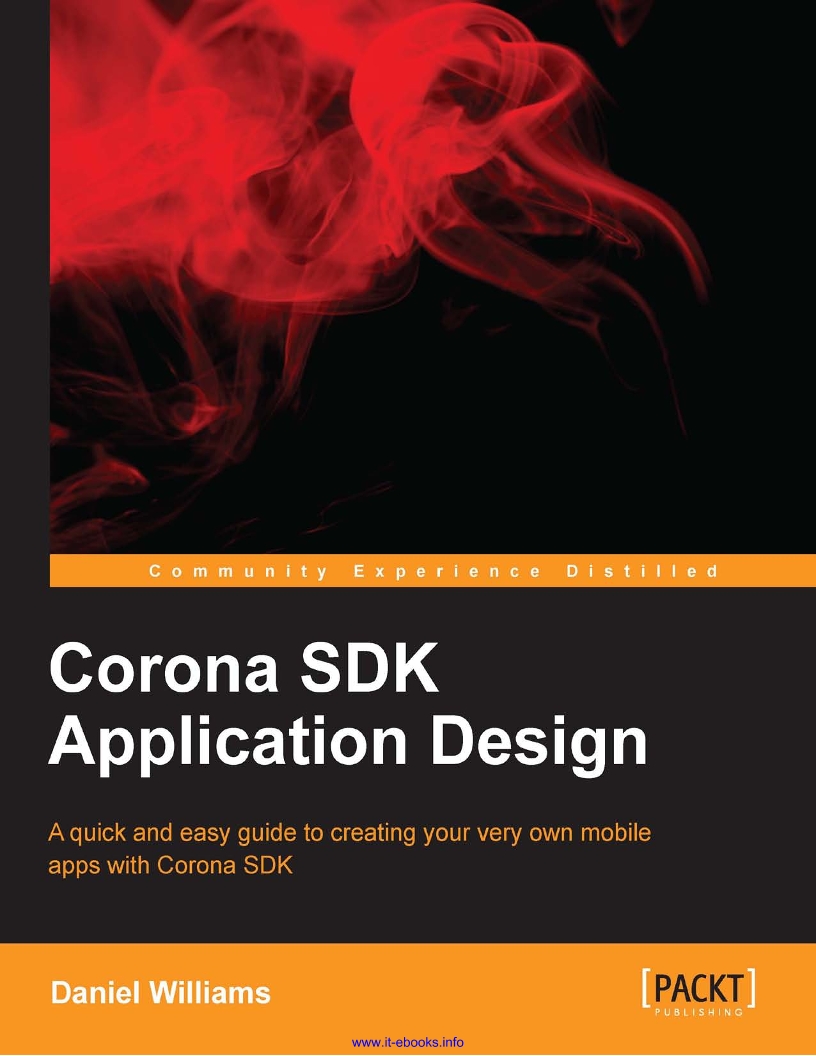 Community Experience Distilled
Corona SDK
Application Design
A quick and easy guide to creating your very own mobile
apps with Corona SDK
Daniel Williams
[PACKT]
PUBLISHING
www.it-ebooks.info